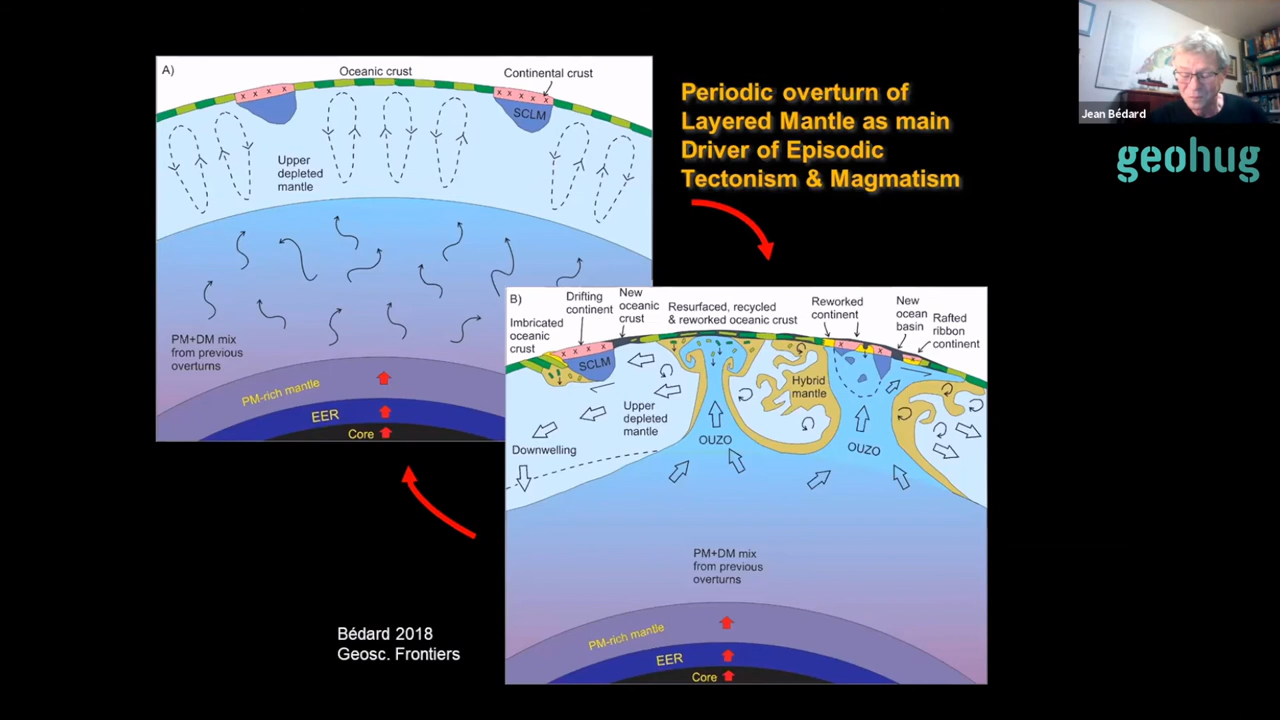 A)
Oceanic crust
Continental crust
SCLM
Upper
depleted
mantle
PM+DM mix
from previous
overturns
PM-rich mantle
EER
Core
Periodic overturn of
Layered Mantle as main
Driver of Episodic
Tectonism & Magmatism
Jean Bédard
geohug
B)
Imbricated
oceanic
crust
Drifting
continent
New
oceanic
crust
Resurfaced, recycled
& reworked oceanic crust
Reworked
continent
New
ocean
basin
Rafted
ribbon
continent
SCLM
Hybrid
mantle
Upper
depleted
mantle
OUZO
OUZO
Downwelling
PM+DM mix
from previous
overturns
PM-rich mantle
EER
Core
Bédard 2018
Geosc. Frontiers